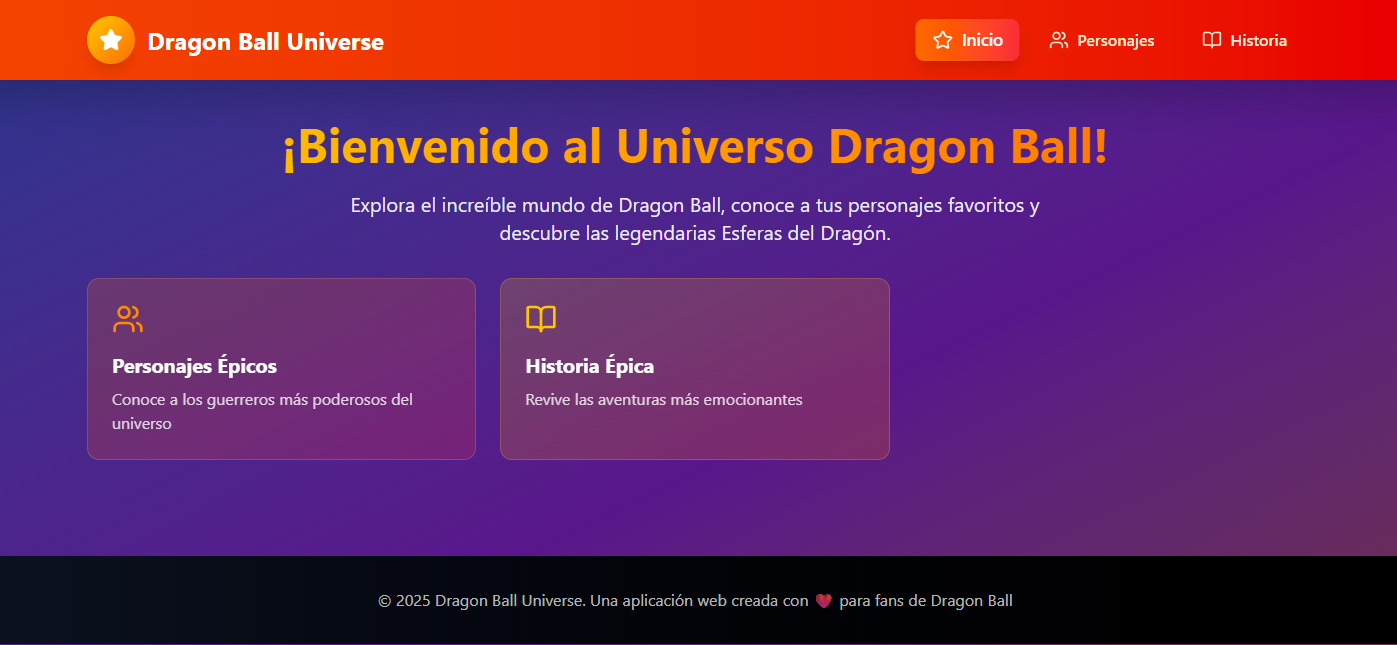 Dragon Ball Universe
Inicio
Personajes
Historia
¡Bienvenido al Universo Dragon Ball!
Explora el increíble mundo de Dragon Ball, conoce a tus personajes favoritos y
descubre las legendarias Esferas del Dragón.
Personajes Épicos
Conoce a los guerreros más poderosos del
universo
Historia Épica
Revive las aventuras más emocionantes
© 2025 Dragon Ball Universe. Una aplicación web creada con ❤️ para fans de Dragon Ball